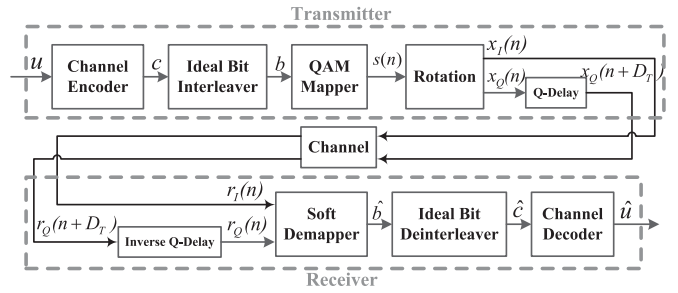 Transmitter
u
Channel Encoder
c
Ideal Bit Interleaver
b
QAM Mapper
s(n)
Rotation
x_I(n)
x_Q(n)
Q-Delay
x_Q(n+D_T)
Channel
r_I(n)
r_Q(n+D_T)
Inverse Q-Delay
r_Q(n)
Soft Demapper
b̂
Ideal Bit Deinterleaver
ĉ
Channel Decoder
û
Receiver